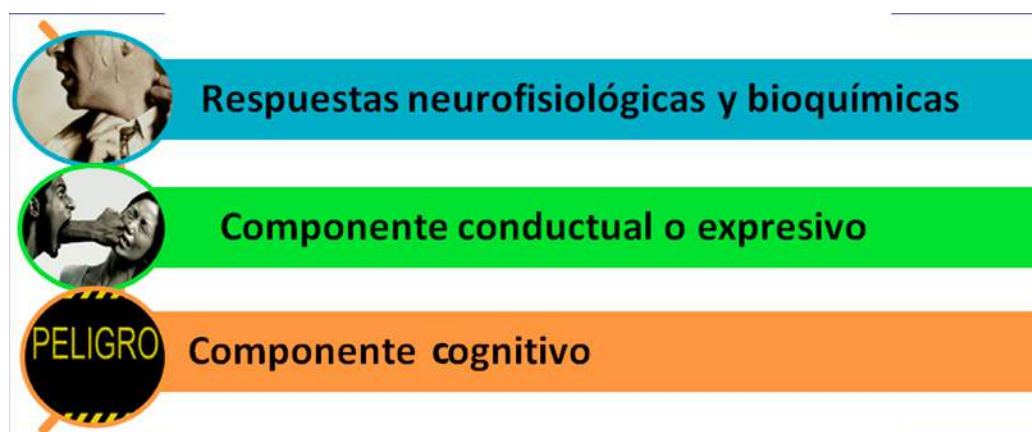 Respuestas neurofisiológicas y bioquímicas
Componente conductual o expresivo
PELIGRO
Componente cognitivo